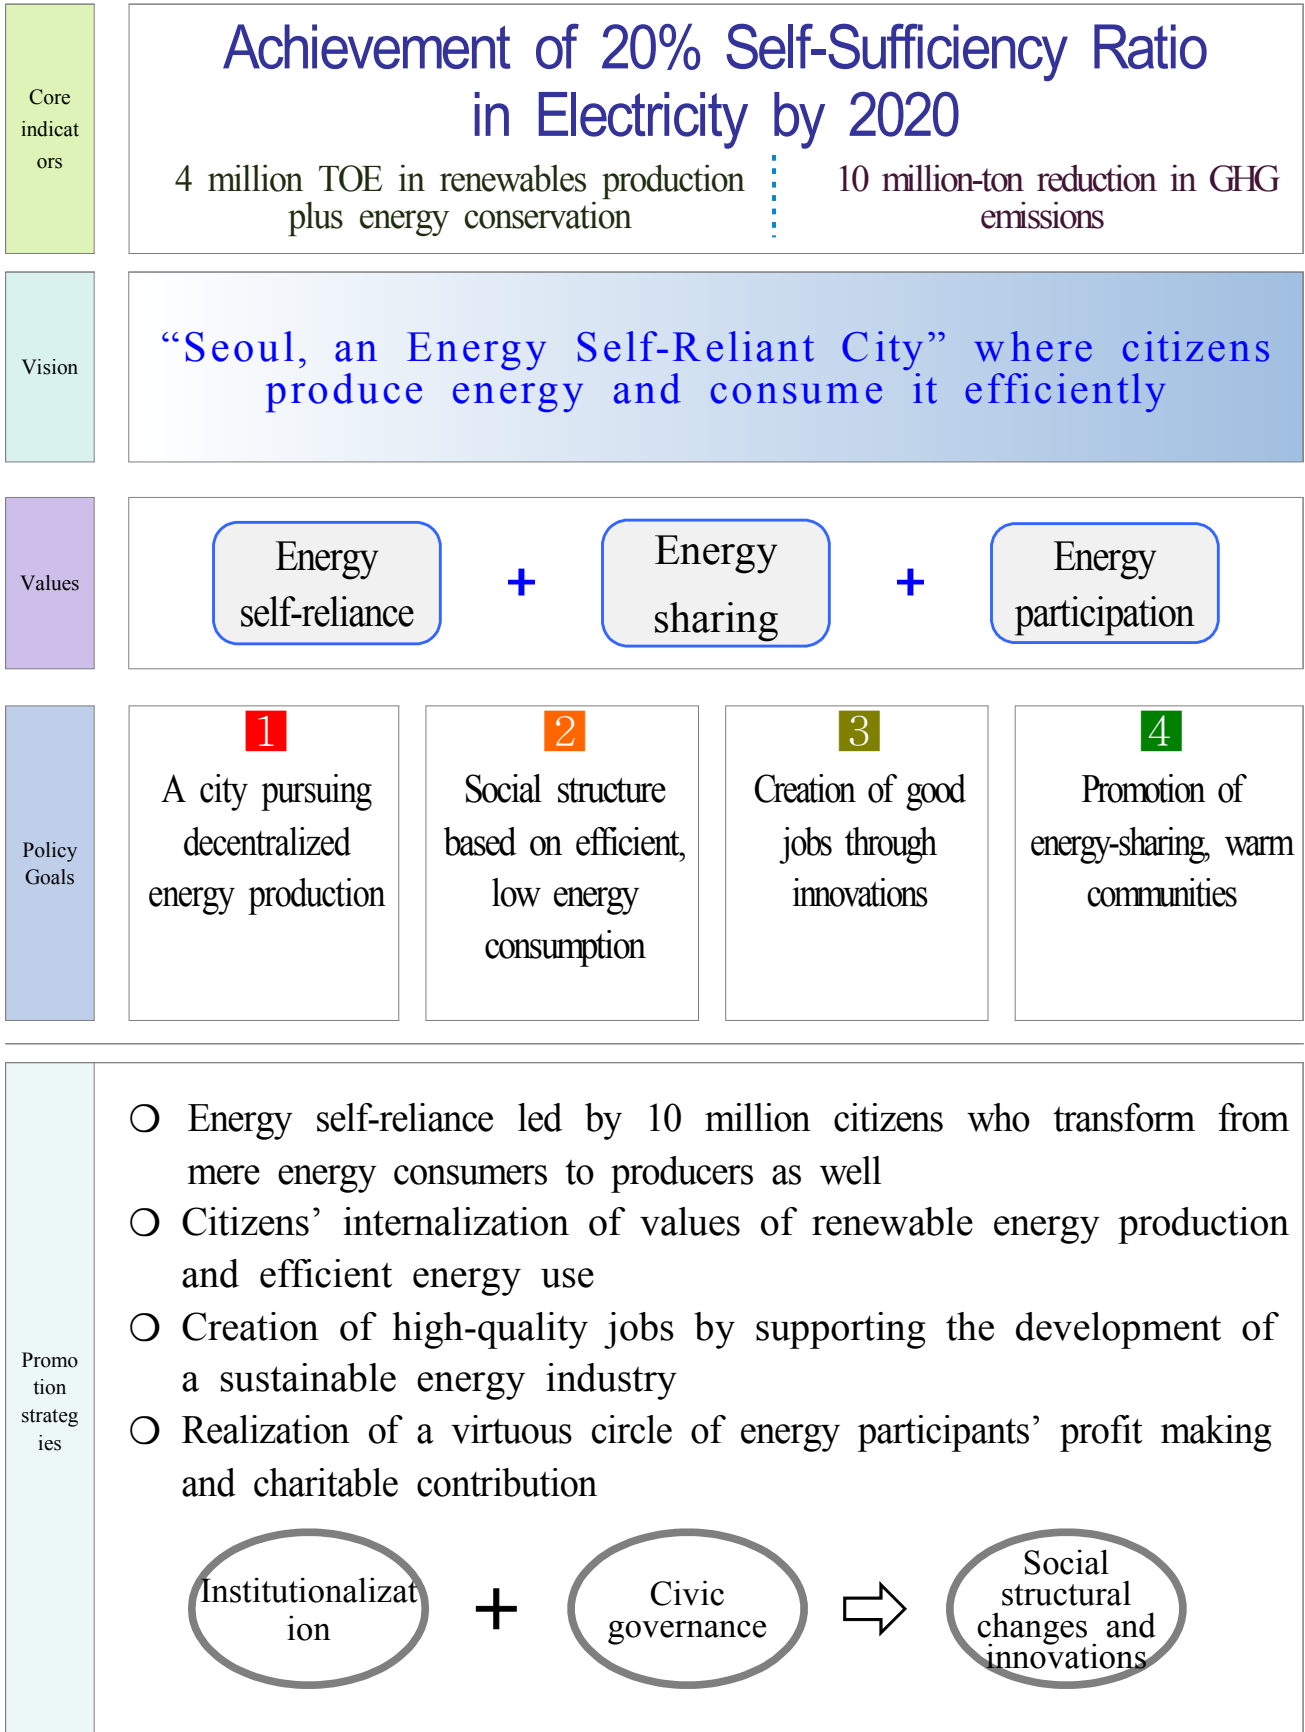 Core
indicat
ors
Achievement of 20% Self-Sufficiency Ratio
in Electricity by 2020
4 million TOE in renewables production
plus energy conservation
10 million-ton reduction in GHG
emissions
Vision
“Seoul, an Energy Self-Reliant City” where citizens
produce energy and consume it efficiently
Values
Energy
self-reliance
+
Energy
sharing
+
Energy
participation
Policy
Goals
1
A city pursuing
decentralized
energy production
2
Social structure
based on efficient,
low energy
consumption
3
Creation of good
jobs through
innovations
4
Promotion of
energy-sharing, warm
communities
Promo
tion
strateg
ies
❍ Energy self-reliance led by 10 million citizens who transform from
mere energy consumers to producers as well
❍ Citizens’ internalization of values of renewable energy production
and efficient energy use
❍ Creation of high-quality jobs by supporting the development of
a sustainable energy industry
❍ Realization of a virtuous circle of energy participants’ profit making
and charitable contribution
Institutionalizat
ion
+
Civic
governance
Social
structural
changes and
innovations